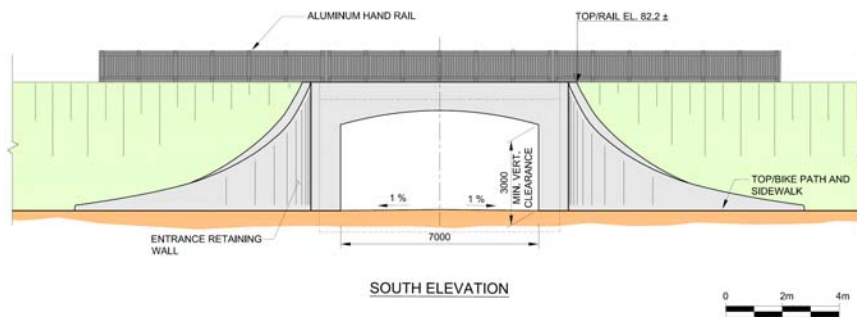 ALUMINUM HAND RAIL
TOP/RAIL EL. 82.2 ±
3000
MIN. VERT.
CLEARANCE
TOP/BIKE PATH AND
SIDEWALK
1 %
1 %
ENTRANCE RETAINING
WALL
7000
SOUTH ELEVATION
0
2m
4m